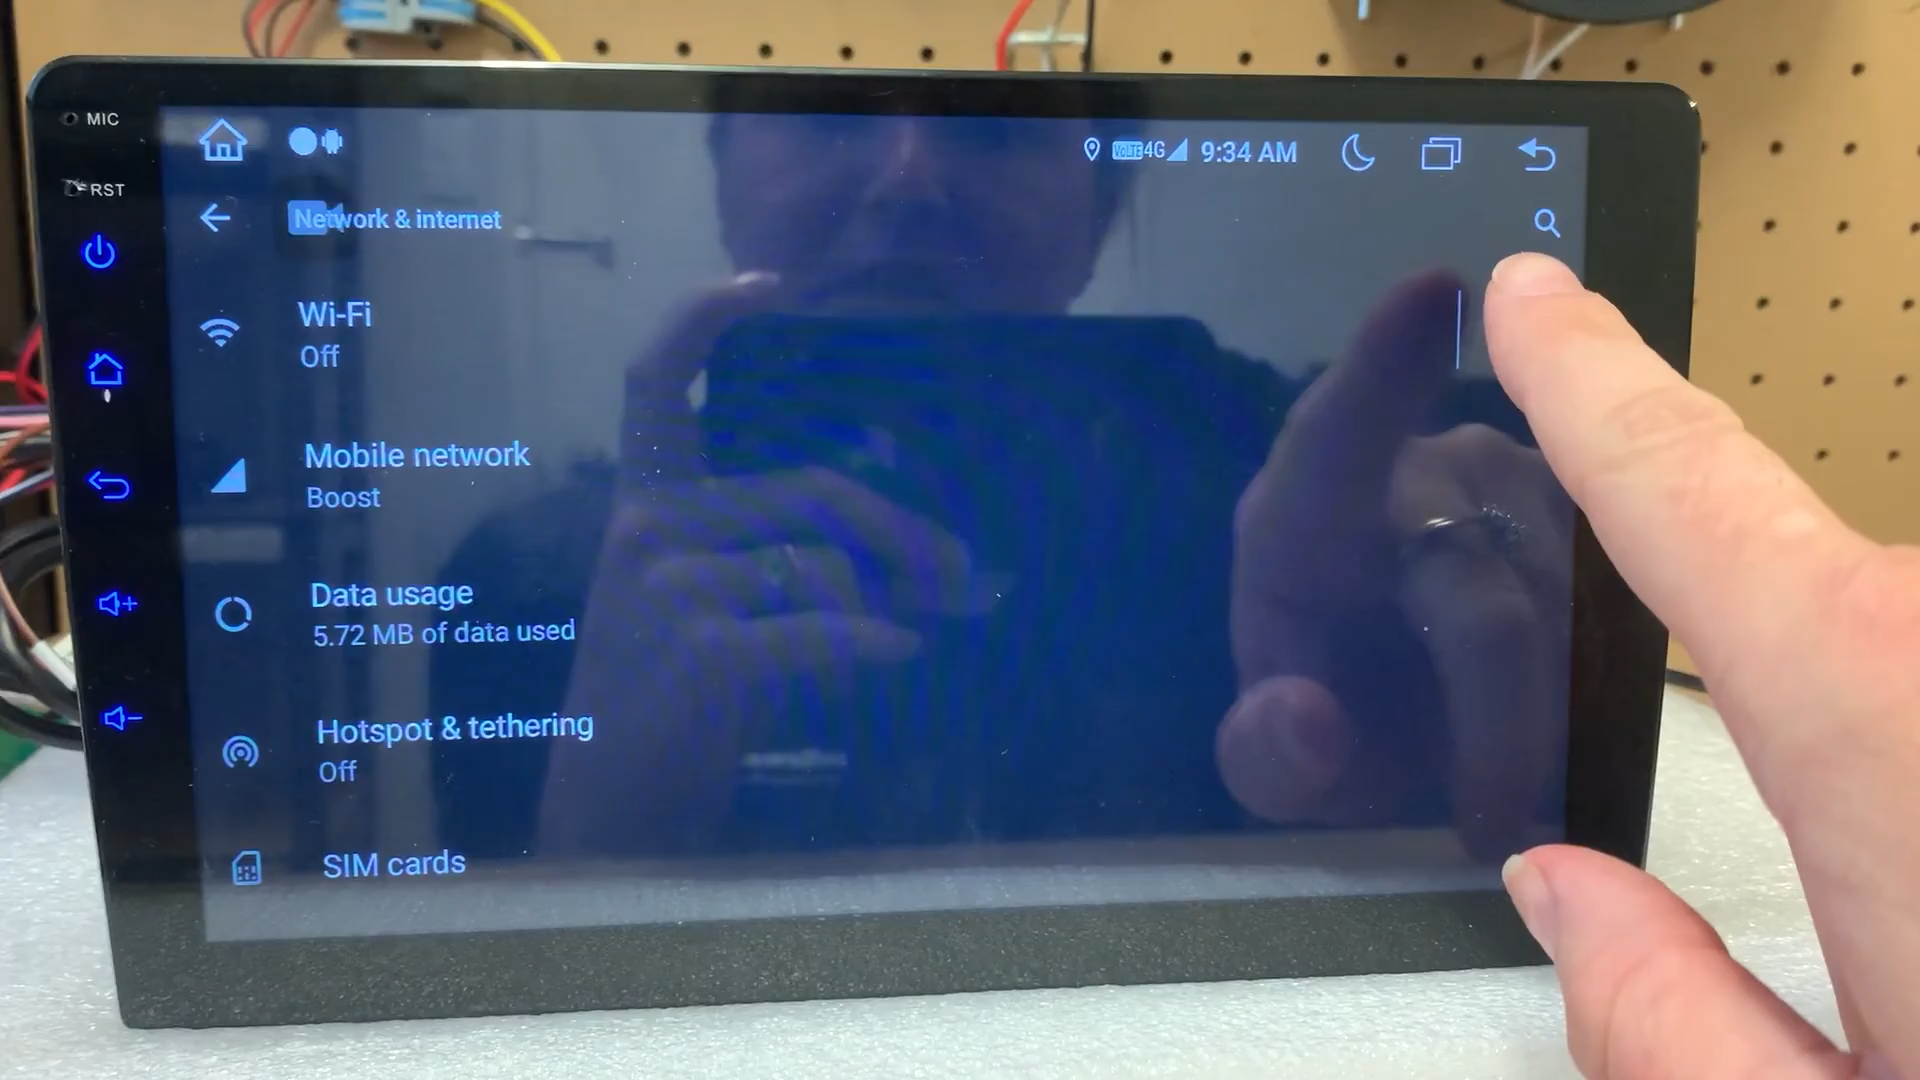 MIC
RST
VoLTE 4G 9:34 AM
Network & internet
Wi-Fi
Off
Mobile network
Boost
Data usage
5.72 MB of data used
Hotspot & tethering
Off
SIM cards